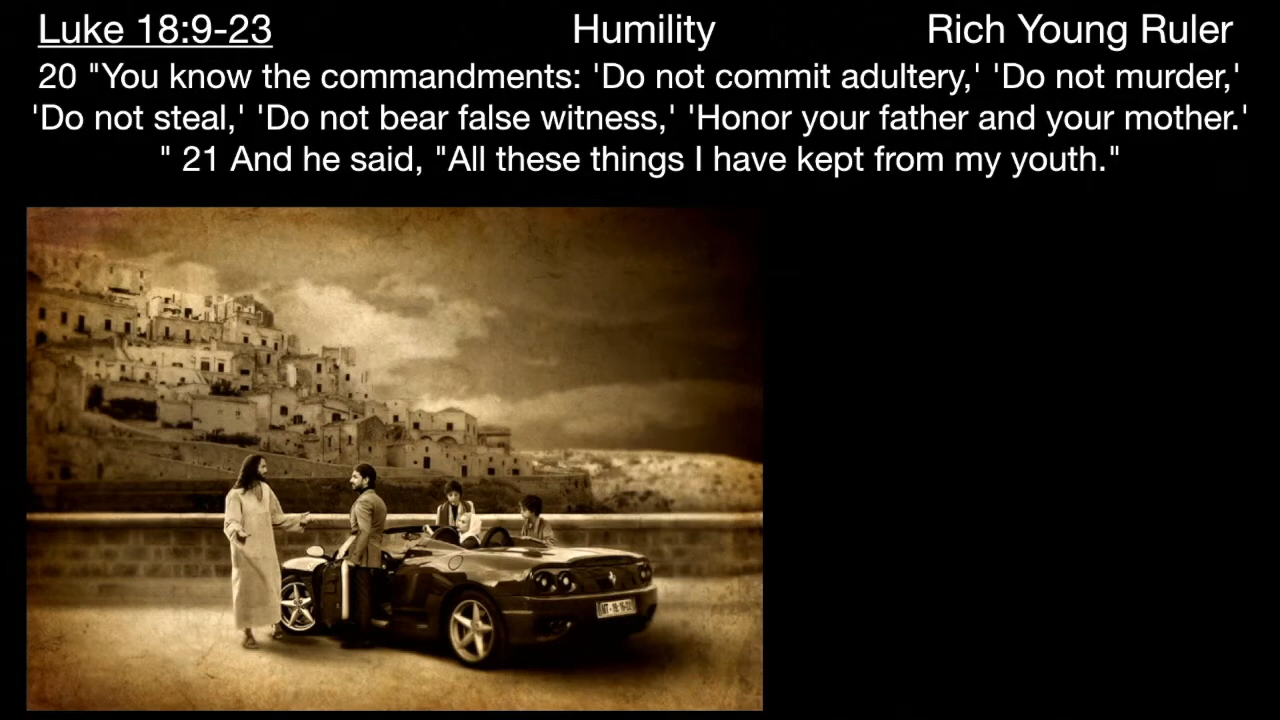 Luke 18:9-23 Humility Rich Young Ruler
20 "You know the commandments: 'Do not commit adultery,' 'Do not murder,'
'Do not steal,' 'Do not bear false witness,' 'Honor your father and your mother.'
" 21 And he said, "All these things I have kept from my youth."